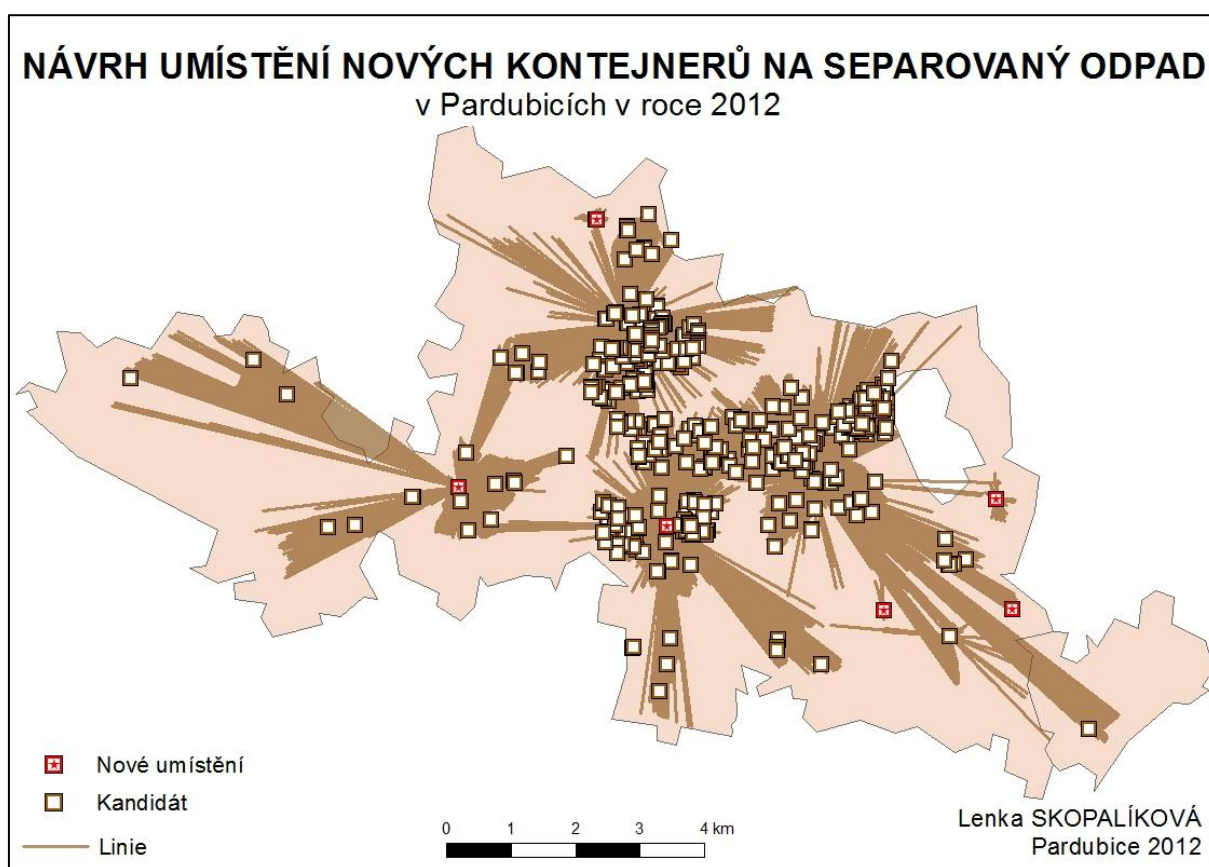 NÁVRH UMÍSTĚNÍ NOVÝCH KONTEJNERŮ NA SEPAROVANÝ ODPAD
v Pardubicích v roce 2012
Nové umístění
Kandidát
Linie
0 1 2 3 4 km
Lenka SKOPALÍKOVÁ
Pardubice 2012